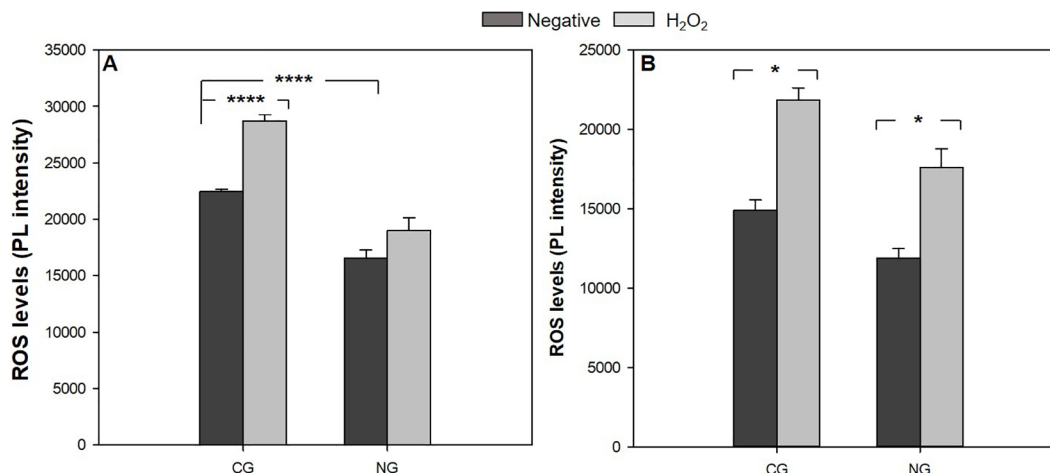 Negative H₂O₂
A
35000
30000
25000
20000
15000
10000
5000
0
ROS levels (PL intensity)
****
****
CG NG
B
25000
20000
15000
10000
5000
0
ROS levels (PL intensity)
*
*
CG NG